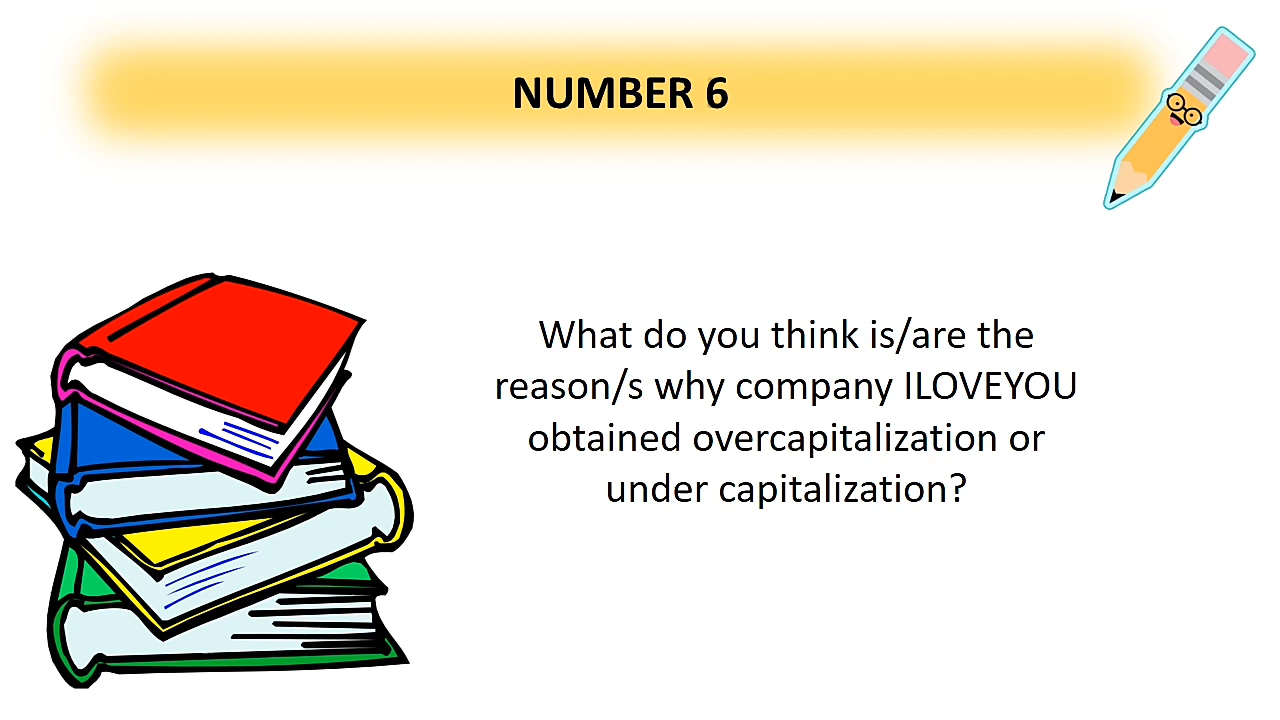 NUMBER 6
What do you think is/are the
reason/s why company ILOVEYOU
obtained overcapitalization or
under capitalization?